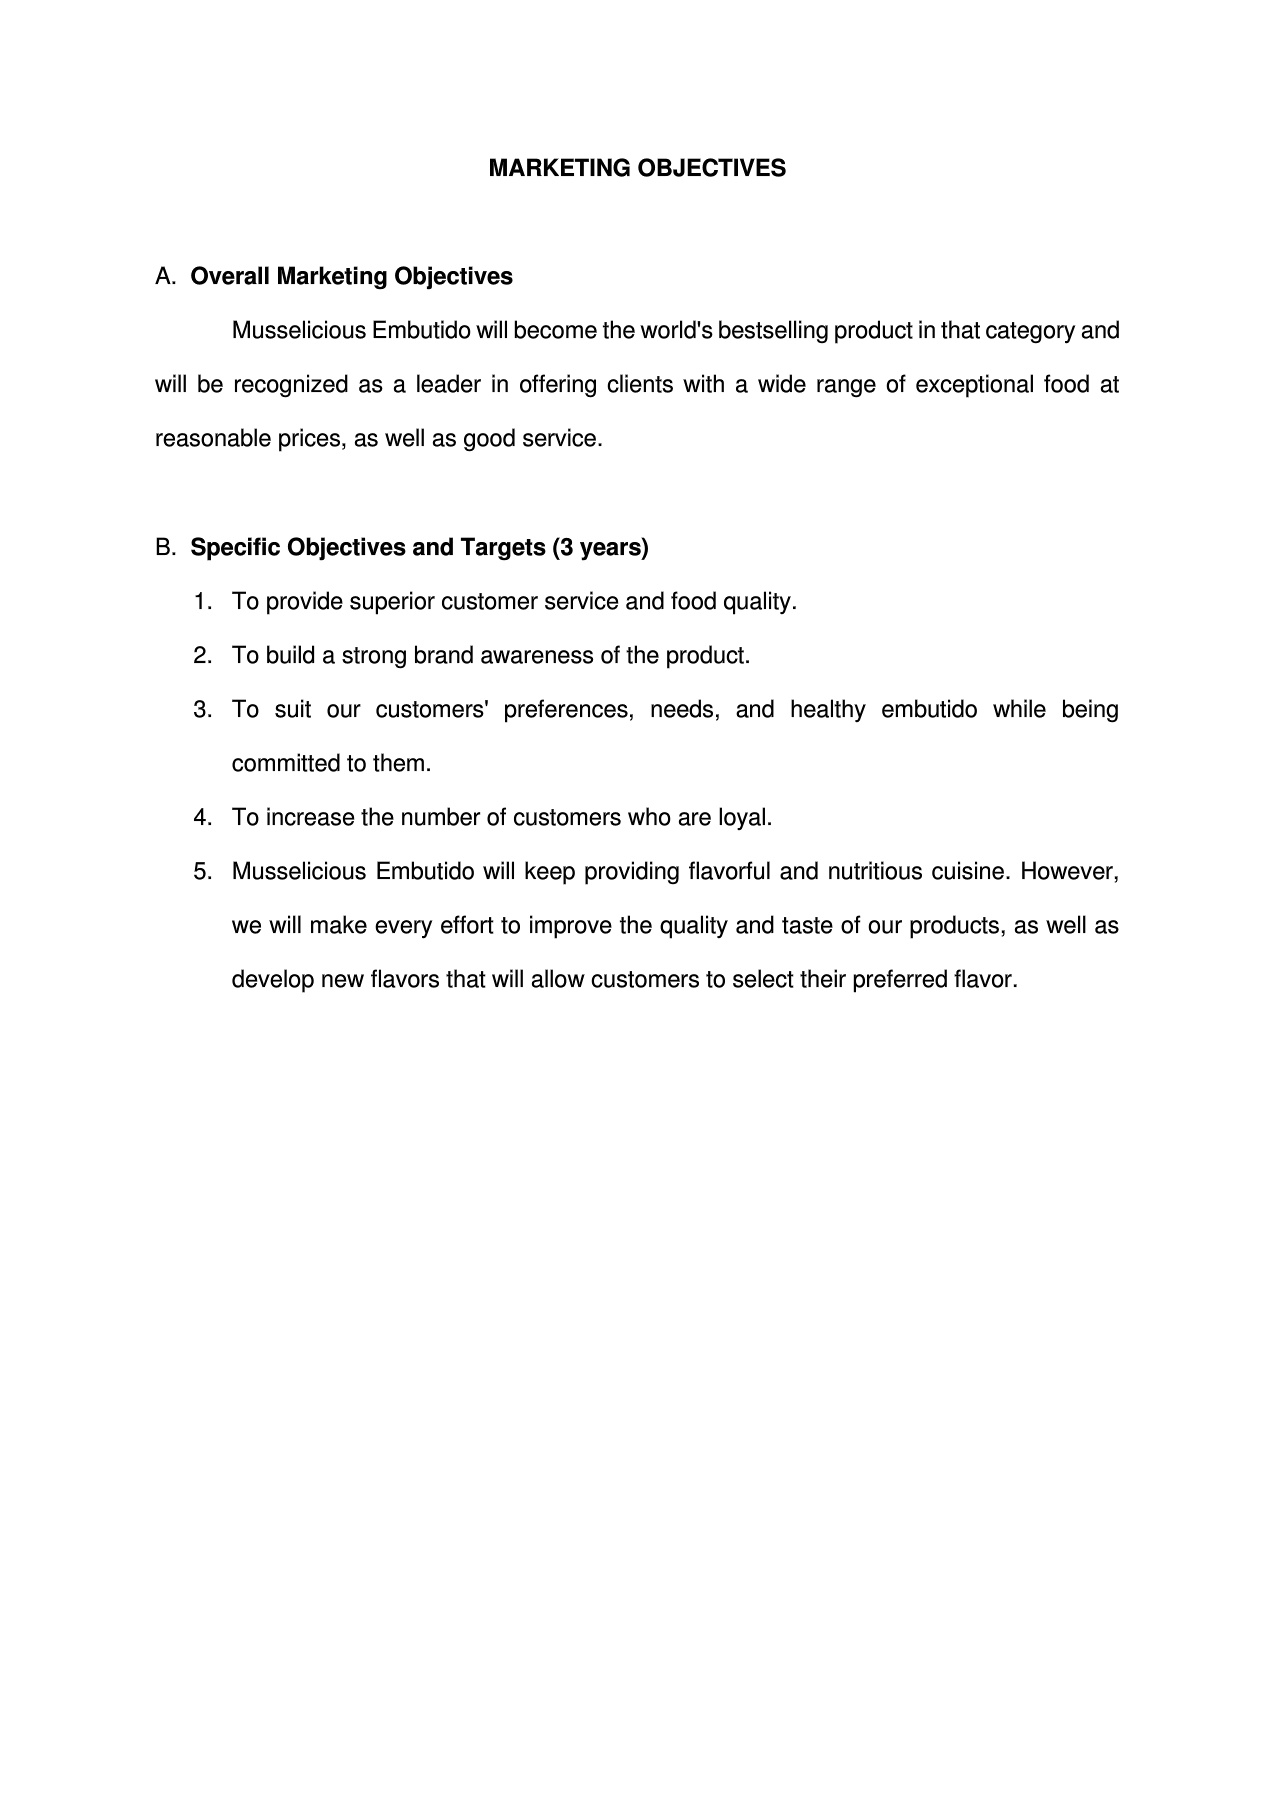 MARKETING OBJECTIVES
A. Overall Marketing Objectives
Musselicious Embutido will become the world's bestselling product in that category and
will be recognized as a leader in offering clients with a wide range of exceptional food at
reasonable prices, as well as good service.
B. Specific Objectives and Targets (3 years)
1. To provide superior customer service and food quality.
2. To build a strong brand awareness of the product.
3. To suit our customers' preferences, needs, and healthy embutido while being
committed to them.
4. To increase the number of customers who are loyal.
5. Musselicious Embutido will keep providing flavorful and nutritious cuisine. However,
we will make every effort to improve the quality and taste of our products, as well as
develop new flavors that will allow customers to select their preferred flavor.